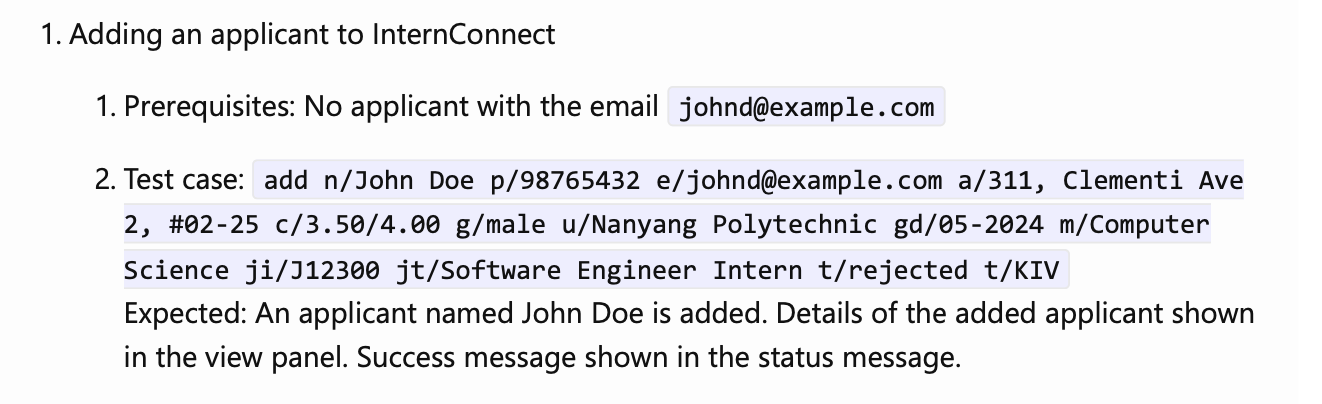 1. Adding an applicant to InternConnect
1. Prerequisites: No applicant with the email johnd@example.com
2. Test case: add n/John Doe p/98765432 e/johnd@example.com a/311, Clementi Ave
2, #02-25 c/3.50/4.00 g/male u/Nanyang Polytechnic gd/05-2024 m/Computer
Science ji/J12300 jt/Software Engineer Intern t/rejected t/KIV
Expected: An applicant named John Doe is added. Details of the added applicant shown
in the view panel. Success message shown in the status message.